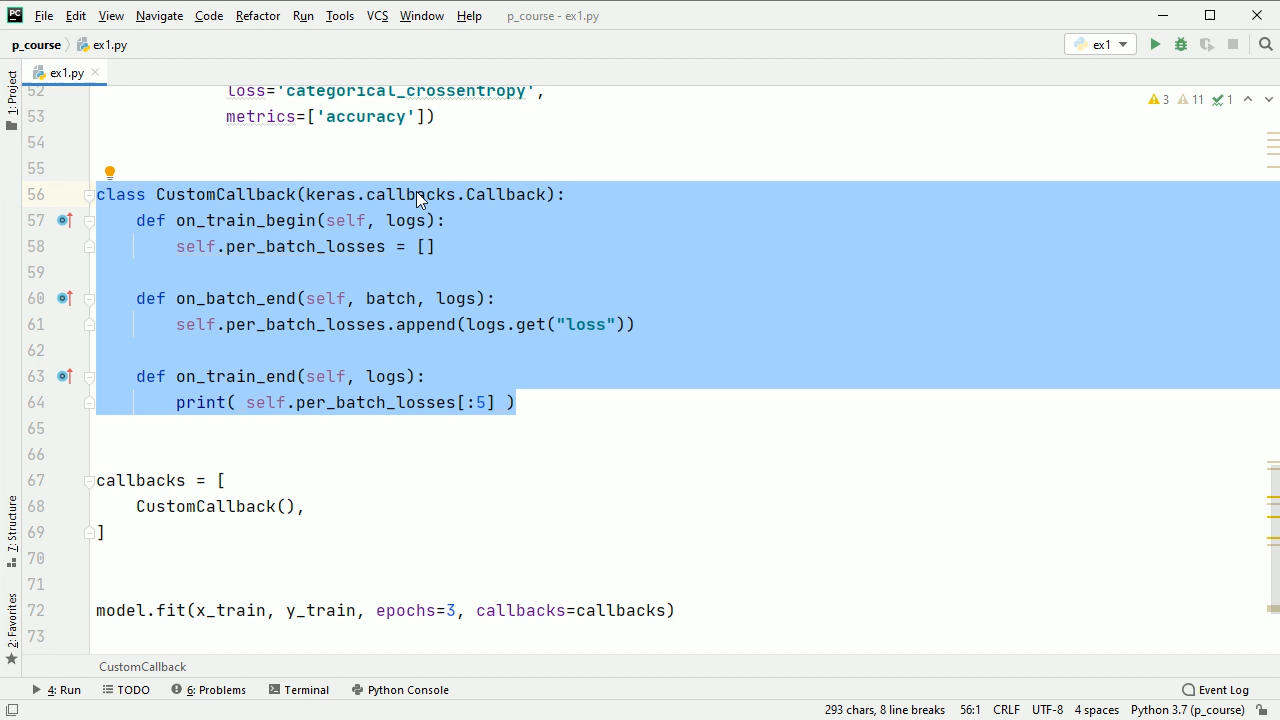 PC File Edit View Navigate Code Refactor Run Tools VCS Window Help p_course - ex1.py
p_course ex1.py ex1
1: Project
ex1.py
52 loss='categorical_crossentropy',
3 11 1
53 metrics=['accuracy'])
54
55
56 class CustomCallback(keras.callbacks.Callback):
57 def on_train_begin(self, logs):
58 self.per_batch_losses = []
59
60 def on_batch_end(self, batch, logs):
61 self.per_batch_losses.append(logs.get("loss"))
62
63 def on_train_end(self, logs):
64 print( self.per_batch_losses[:5] )
65
66
67 callbacks = [
68 CustomCallback(),
69 ]
70
71
72 model.fit(x_train, y_train, epochs=3, callbacks=callbacks)
73
7: Structure
2: Favorites
CustomCallback
4: Run TODO 6: Problems Terminal Python Console Event Log
293 chars, 8 line breaks 56:1 CRLF UTF-8 4 spaces Python 3.7 (p_course)